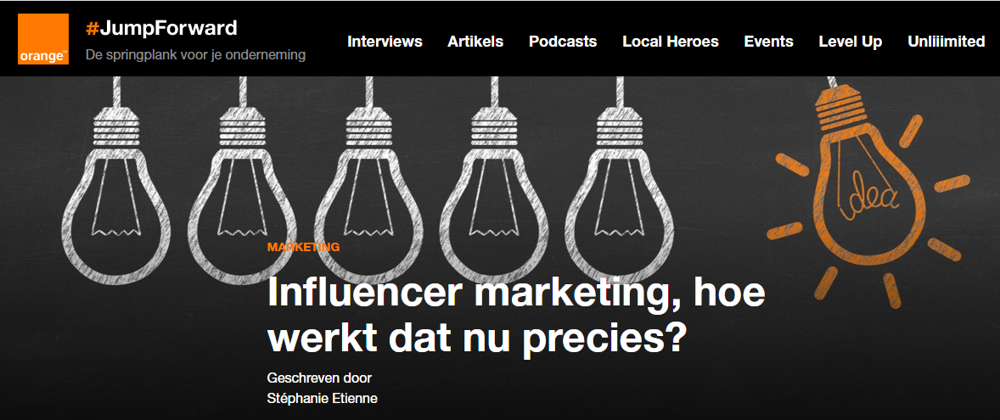 orange™
#JumpForward
De springplank voor je onderneming
Interviews Artikels Podcasts Local Heroes Events Level Up Unliiimited
idea
MARKETING
Influencer marketing, hoe
werkt dat nu precies?
Geschreven door
Stéphanie Etienne